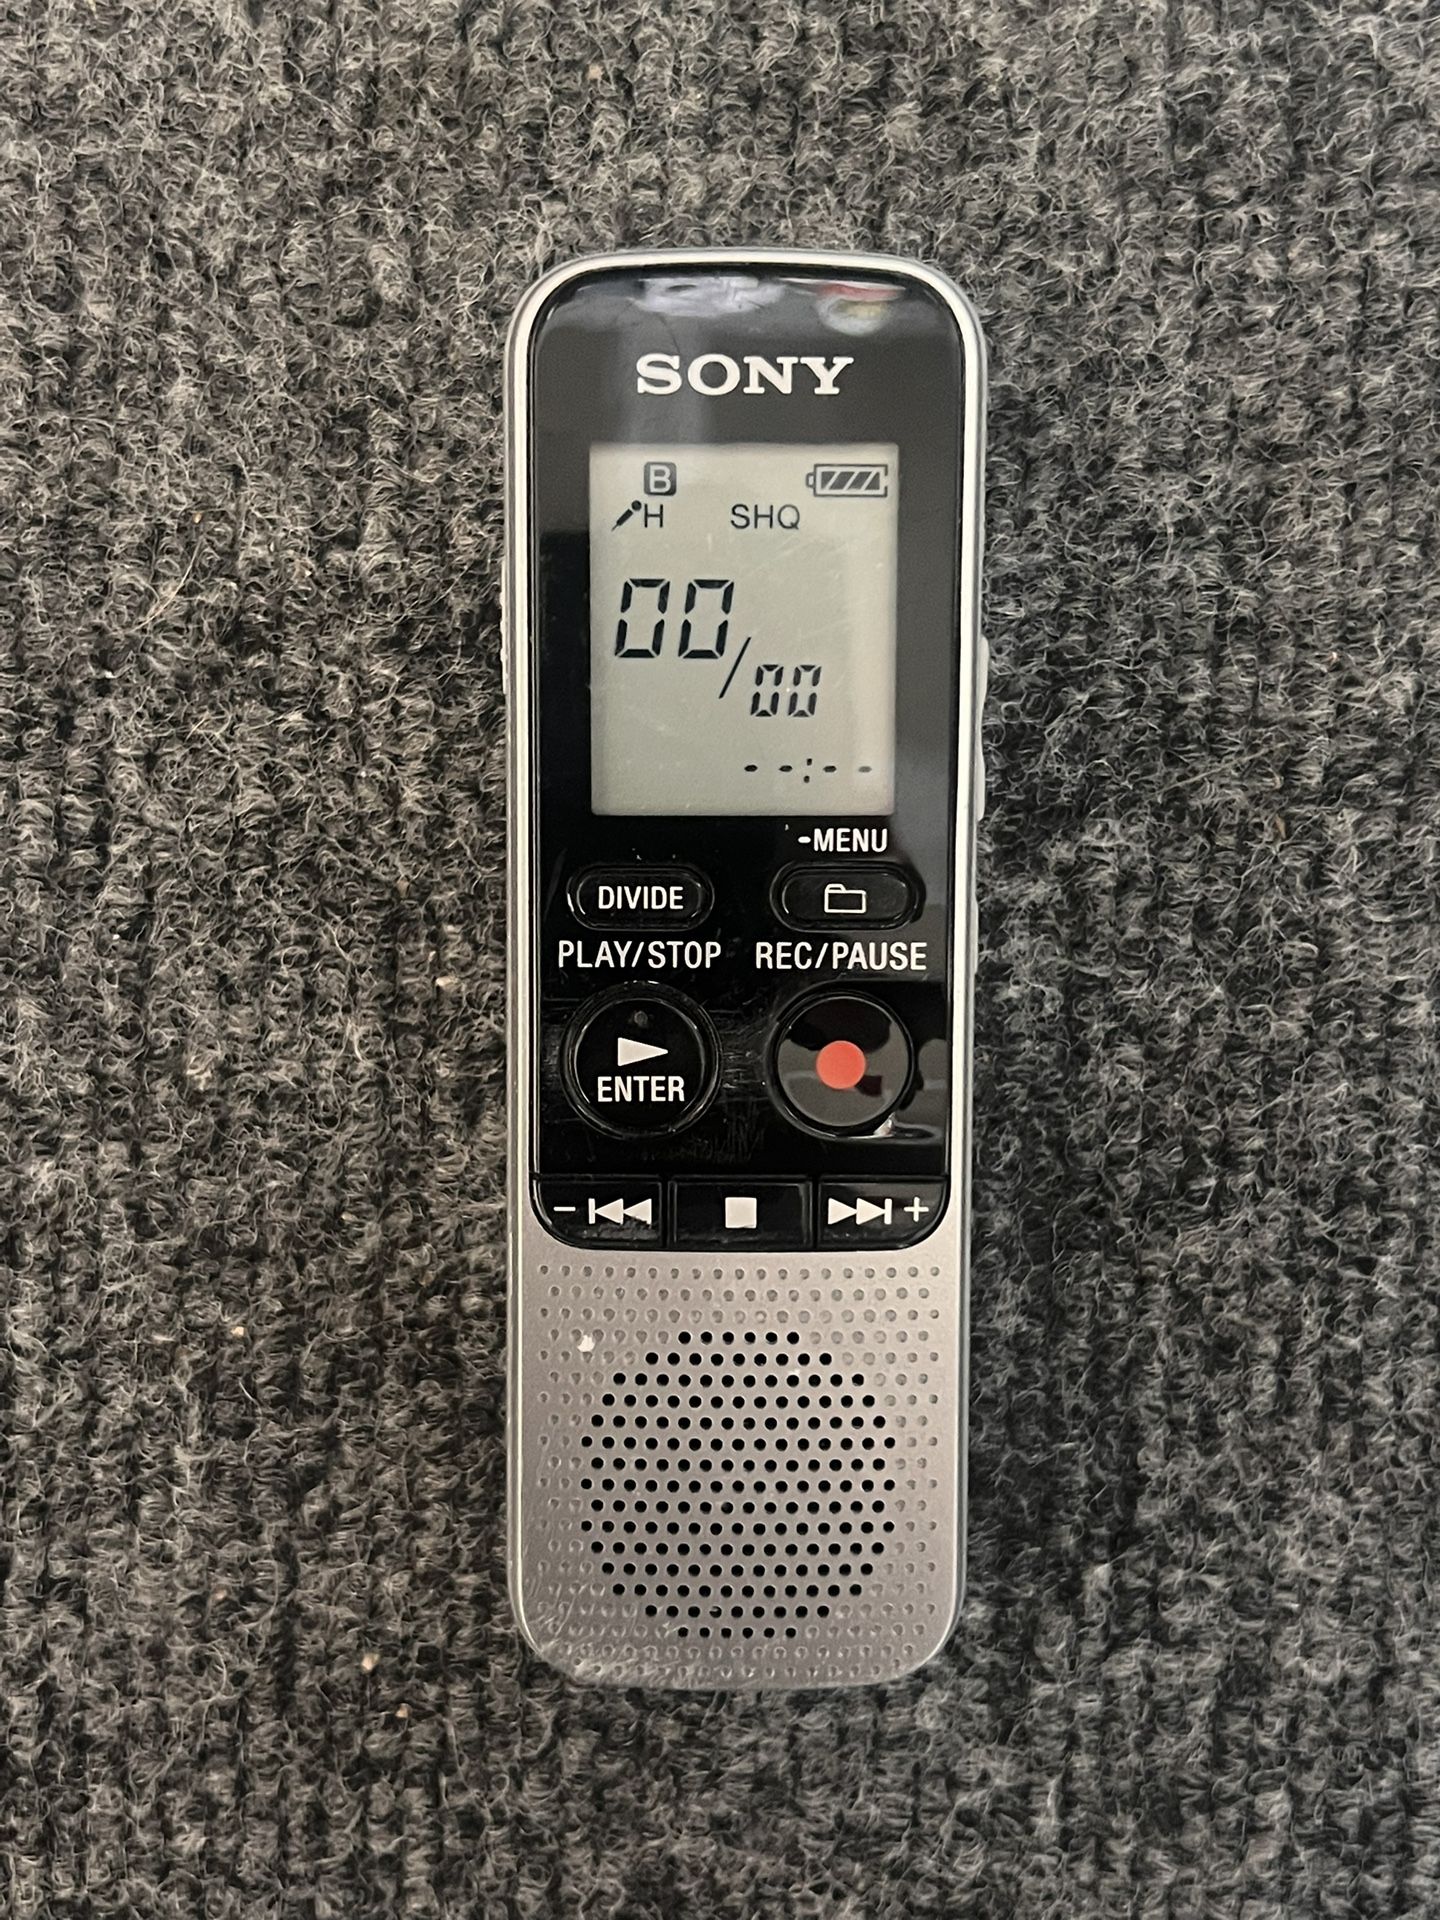 SONY
B
H SHQ
00/00
--:--
-MENU
DIVIDE
PLAY/STOP REC/PAUSE
ENTER
- +